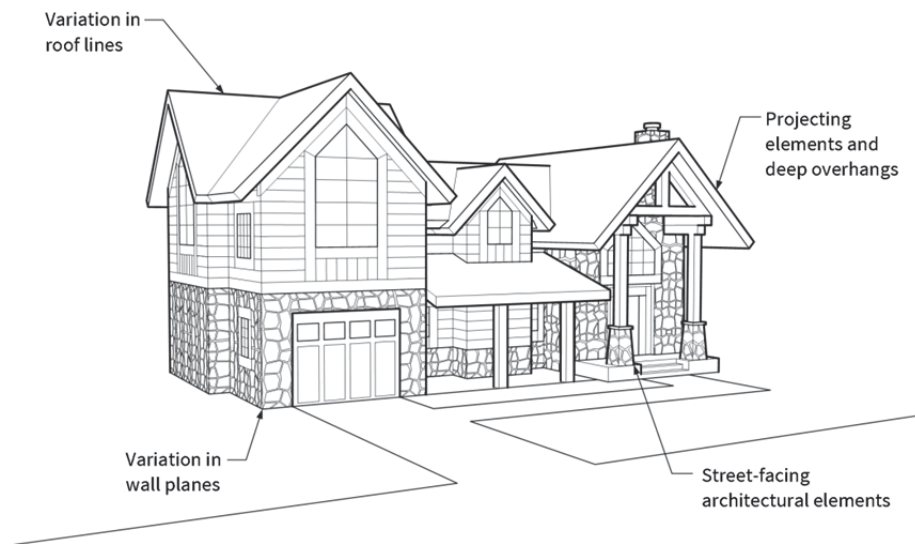 Variation in
roof lines
Projecting
elements and
deep overhangs
Variation in
wall planes
Street-facing
architectural elements